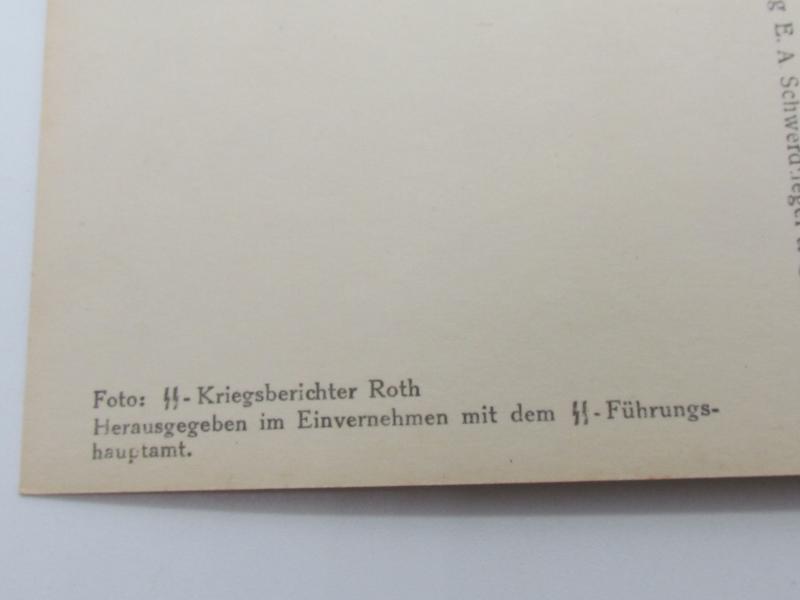 Foto: ᛋᛋ-Kriegsberichter Roth
Herausgegeben im Einvernehmen mit dem ᛋᛋ-Führungs-
hauptamt.
E. A. Schwerdtfeger